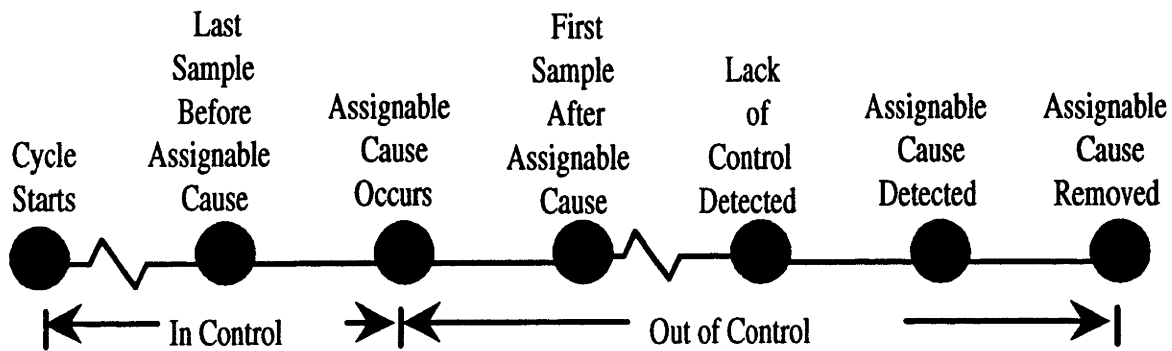 Cycle
Starts
Last
Sample
Before
Assignable
Cause
Assignable
Cause
Occurs
First
Sample
After
Assignable
Cause
Lack
of
Control
Detected
Assignable
Cause
Detected
Assignable
Cause
Removed
In Control
Out of Control